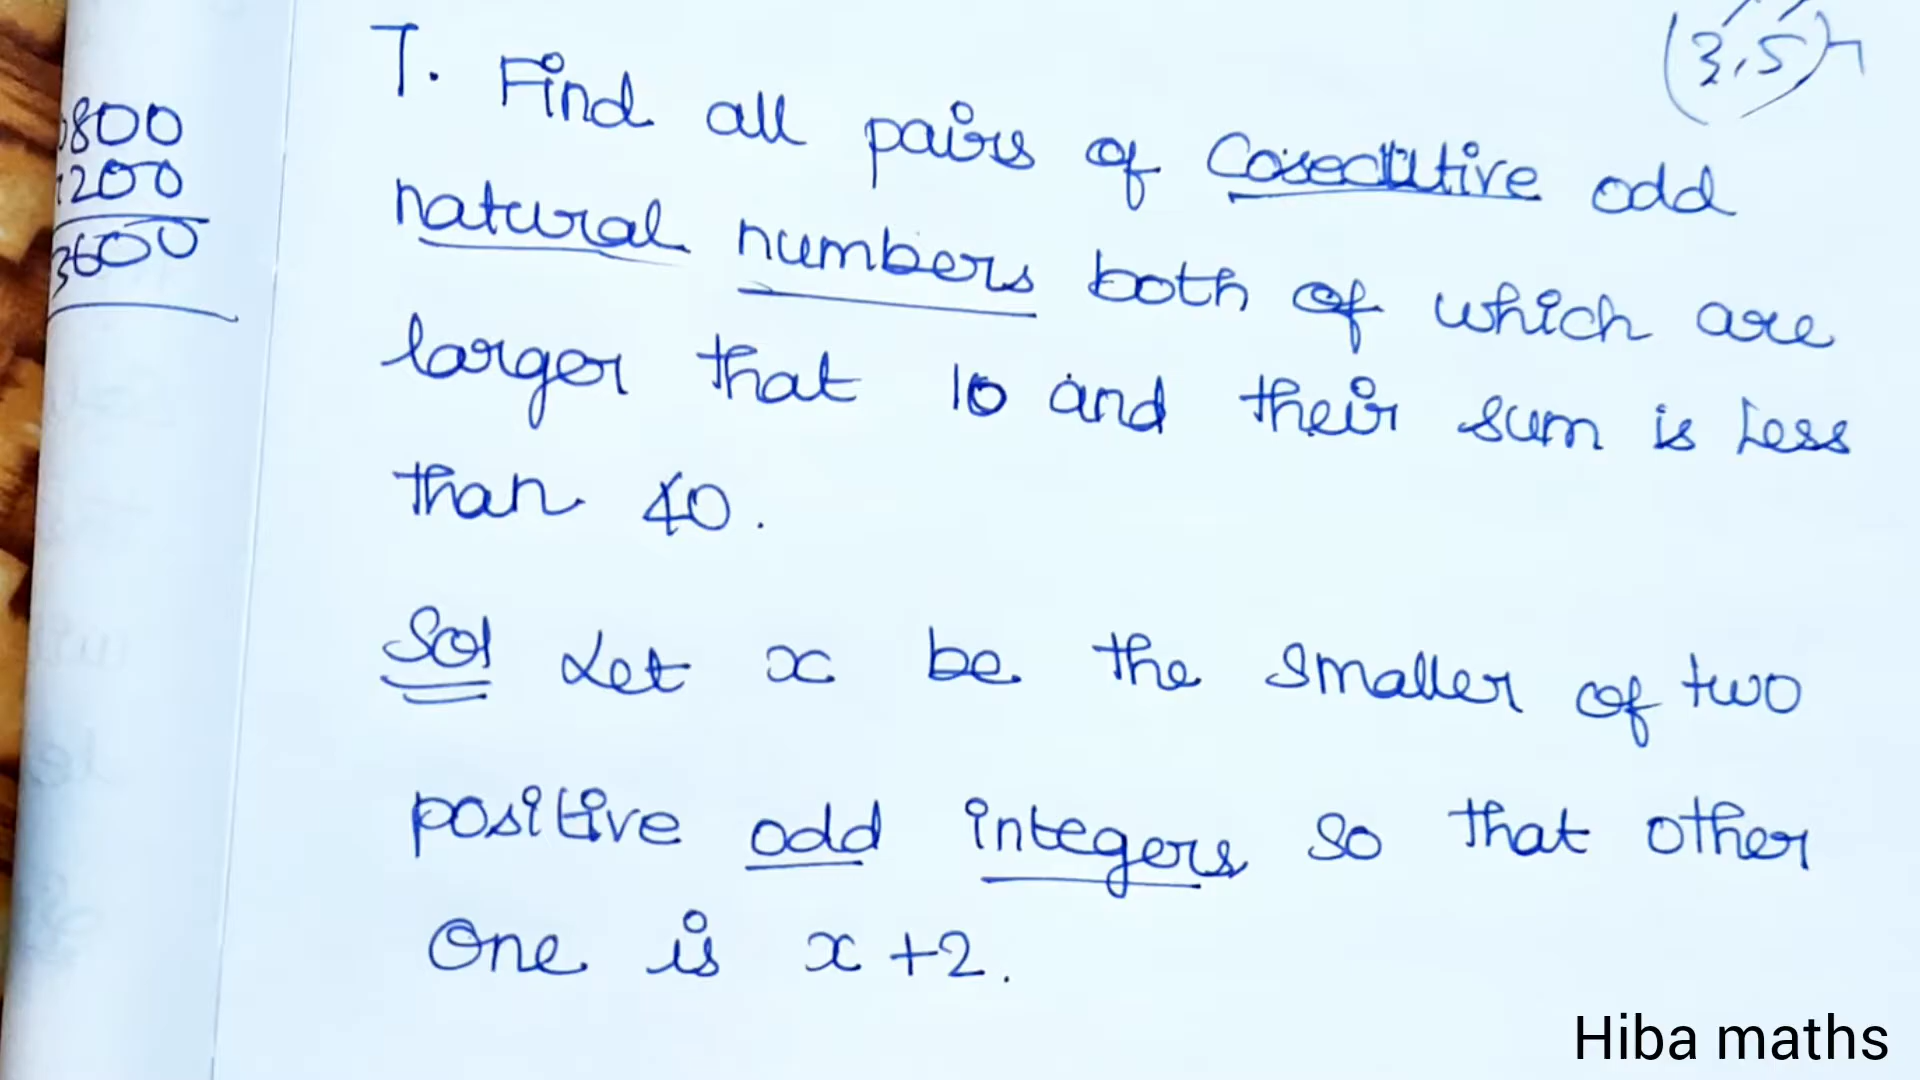 (3,5)
800
200
3600
7. Find all pairs of Cosecutive odd
natural numbers both of which are
larger that 10 and their sum is Less
than 40.
Sol Let x be the smaller of two
positive odd integers so that other
One is x+2.
Hiba maths